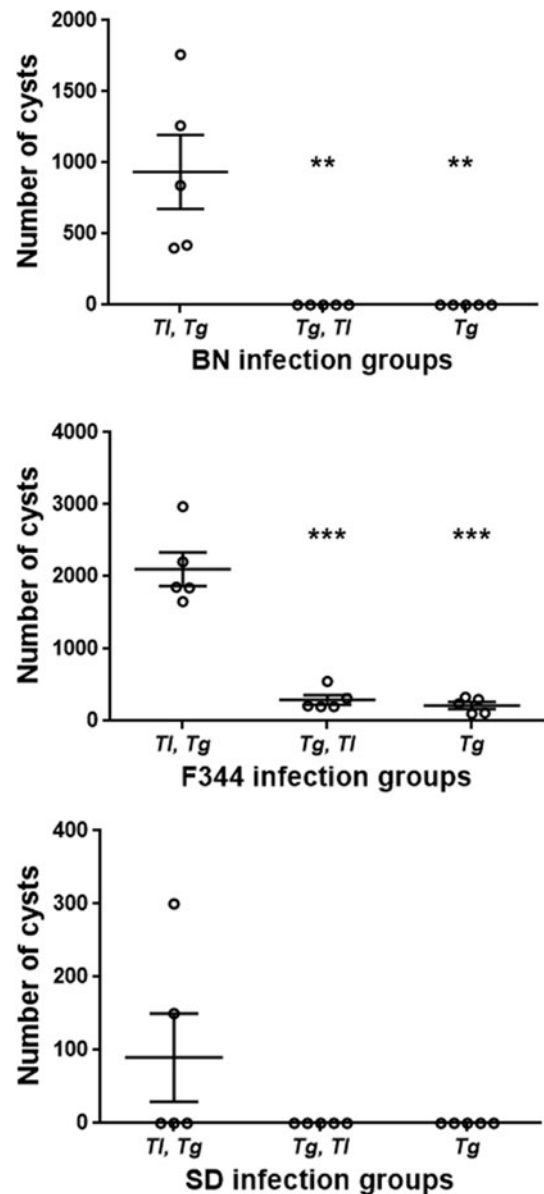 Number of cysts
2000
1500
1000
500
0
** **
Tl, Tg Tg, Tl Tg
BN infection groups
Number of cysts
4000
3000
2000
1000
0
*** ***
Tl, Tg Tg, Tl Tg
F344 infection groups
Number of cysts
400
300
200
100
0
Tl, Tg Tg, Tl Tg
SD infection groups